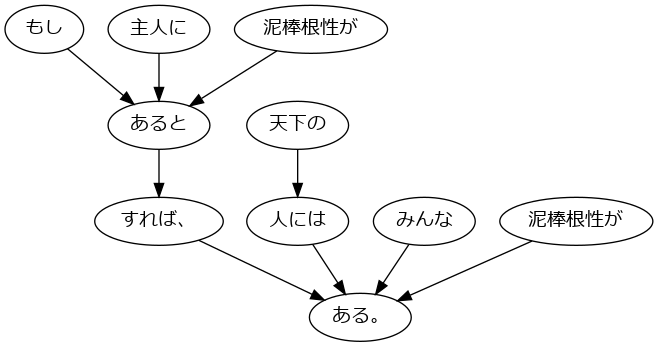 もし
主人に
泥棒根性が
あると
天下の
すれば、
人には
みんな
泥棒根性が
ある。